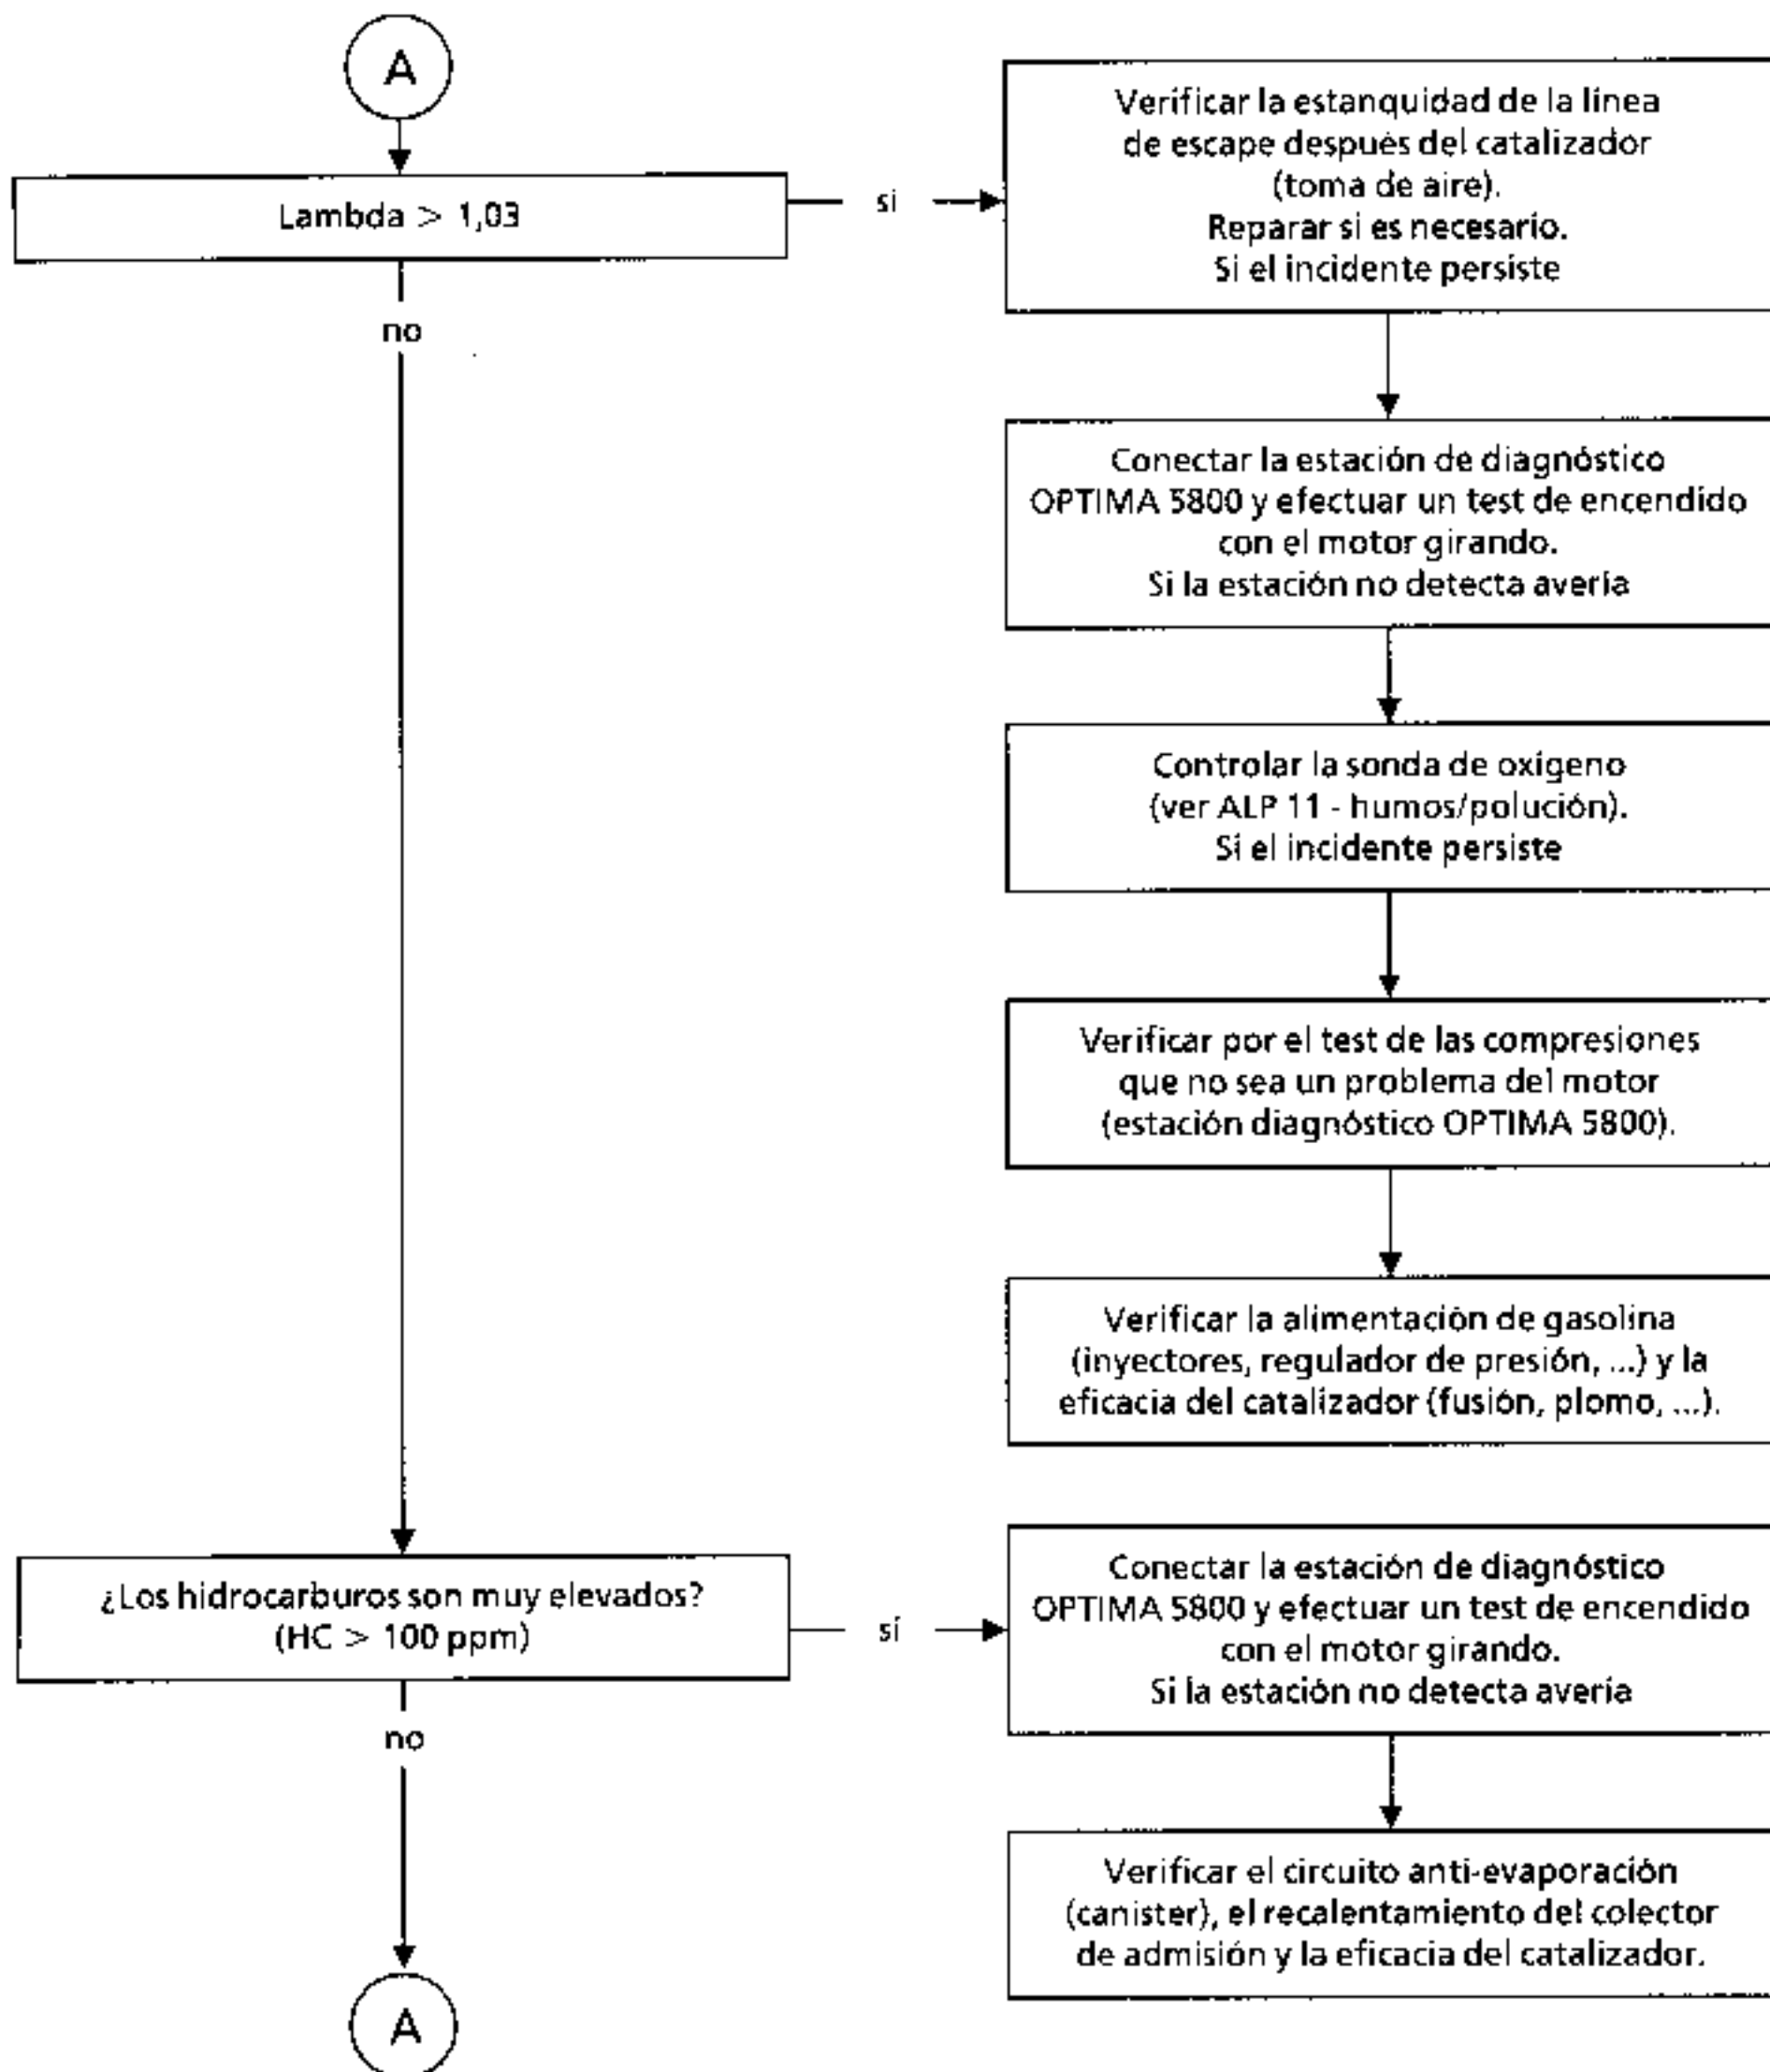 A
Lambda > 1,03
si
no
Verificar la estanquidad de la línea
de escape después del catalizador
(toma de aire).
Reparar si es necesario.
Si el incidente persiste
Conectar la estación de diagnóstico
OPTIMA 5800 y efectuar un test de encendido
con el motor girando.
Si la estación no detecta avería
Controlar la sonda de oxígeno
(ver ALP 11 - humos/polución).
Si el incidente persiste
Verificar por el test de las compresiones
que no sea un problema del motor
(estación diagnóstico OPTIMA 5800).
Verificar la alimentación de gasolina
(inyectores, regulador de presión, ...) y la
eficacia del catalizador (fusión, plomo, ...).
¿Los hidrocarburos son muy elevados?
(HC > 100 ppm)
sí
no
Conectar la estación de diagnóstico
OPTIMA 5800 y efectuar un test de encendido
con el motor girando.
Si la estación no detecta avería
Verificar el circuito anti-evaporación
(canister), el recalentamiento del colector
de admisión y la eficacia del catalizador.
A